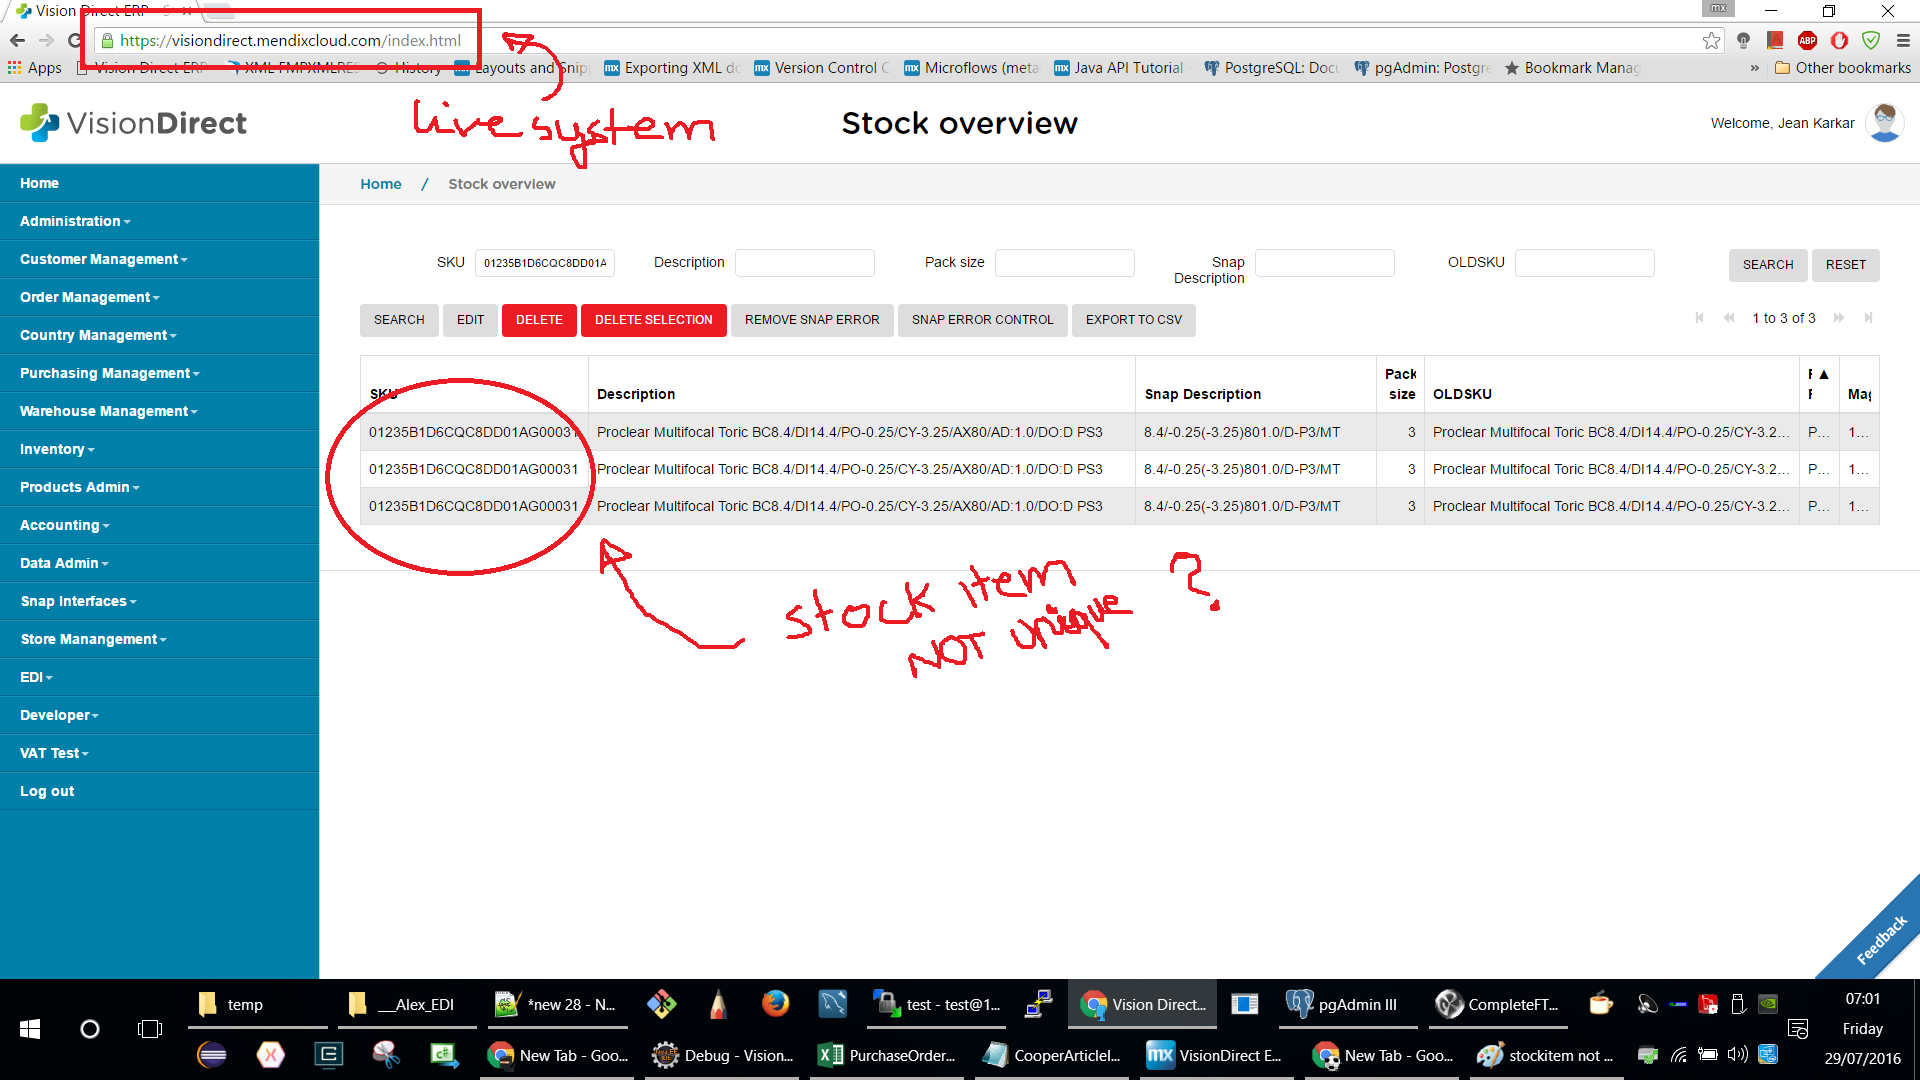 Vision Direct ERP - S
mx
https://visiondirect.mendixcloud.com/index.html
ABP
Apps
Vision Direct ERP
XML FMPXMLRES
History
Layouts and Snip
mx Exporting XML do
mx Version Control C
mx Microflows (meta
mx Java API Tutorial
PostgreSQL: Docu
pgAdmin: Postgre
Bookmark Manag
»
Other bookmarks
live system
VisionDirect
Stock overview
Welcome, Jean Karkar
Home
Administration
Customer Management
Order Management
Country Management
Purchasing Management
Warehouse Management
Inventory
Products Admin
Accounting
Data Admin
Snap Interfaces
Store Manangement
EDI
Developer
VAT Test
Log out
Home / Stock overview
SKU 01235B1D6CQC8DD01A
Description
Pack size
Snap Description
OLDSKU
SEARCH RESET
SEARCH EDIT DELETE DELETE SELECTION REMOVE SNAP ERROR SNAP ERROR CONTROL EXPORT TO CSV
1 to 3 of 3
SKU Description Snap Description Pack size OLDSKU Mag
01235B1D6CQC8DD01AG00031 Proclear Multifocal Toric BC8.4/DI14.4/PO-0.25/CY-3.25/AX80/AD:1.0/DO:D PS3 8.4/-0.25(-3.25)801.0/D-P3/MT 3 Proclear Multifocal Toric BC8.4/DI14.4/PO-0.25/CY-3.2... P... 1...
01235B1D6CQC8DD01AG00031 Proclear Multifocal Toric BC8.4/DI14.4/PO-0.25/CY-3.25/AX80/AD:1.0/DO:D PS3 8.4/-0.25(-3.25)801.0/D-P3/MT 3 Proclear Multifocal Toric BC8.4/DI14.4/PO-0.25/CY-3.2... P... 1...
01235B1D6CQC8DD01AG00031 Proclear Multifocal Toric BC8.4/DI14.4/PO-0.25/CY-3.25/AX80/AD:1.0/DO:D PS3 8.4/-0.25(-3.25)801.0/D-P3/MT 3 Proclear Multifocal Toric BC8.4/DI14.4/PO-0.25/CY-3.2... P... 1...
stock item ?
NOT unique
Feedback
temp
__Alex_EDI
*new 28 - N...
test - test@1...
Vision Direct...
pgAdmin III
CompleteFT...
07:01
Friday
29/07/2016
New Tab - Goo...
Debug - Vision...
PurchaseOrder...
CooperArticleI...
mx VisionDirect E...
New Tab - Goo...
stockitem not ...